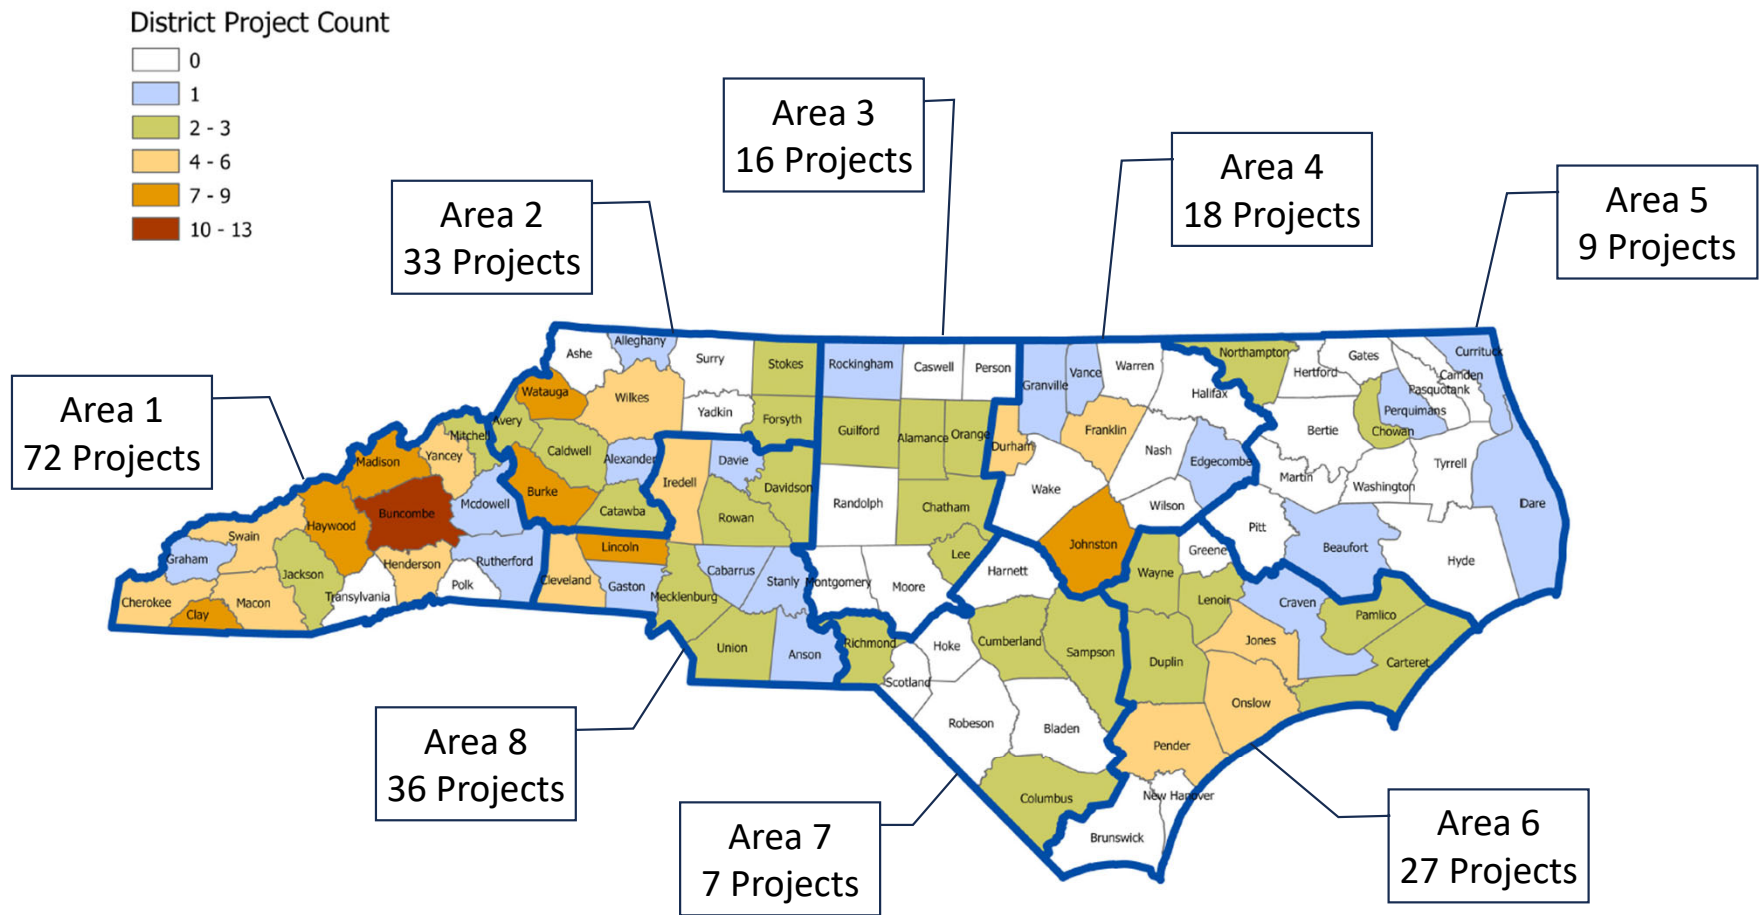 District Project Count
0
1
2 - 3
4 - 6
7 - 9
10 - 13
Area 3
16 Projects
Area 4
18 Projects
Area 5
9 Projects
Area 2
33 Projects
Area 1
72 Projects
Area 8
36 Projects
Area 7
7 Projects
Area 6
27 Projects
Ashe
Alleghany
Surry
Stokes
Rockingham
Caswell
Person
Granville
Vance
Warren
Halifax
Northampton
Hertford
Gates
Currituck
Camden
Pasquotank
Perquimans
Chowan
Bertie
Watauga
Wilkes
Yadkin
Forsyth
Guilford
Alamance
Orange
Durham
Franklin
Nash
Edgecombe
Martin
Washington
Tyrrell
Dare
Mitchell
Avery
Caldwell
Alexander
Davie
Iredell
Davidson
Randolph
Chatham
Wake
Wilson
Pitt
Beaufort
Hyde
Madison
Yancey
Mcdowell
Burke
Catawba
Rowan
Buncombe
Haywood
Swain
Graham
Jackson
Henderson
Rutherford
Polk
Transylvania
Cherokee
Clay
Macon
Cleveland
Lincoln
Gaston
Mecklenburg
Cabarrus
Stanly
Montgomery
Moore
Lee
Harnett
Johnston
Wayne
Greene
Lenoir
Craven
Pamlico
Jones
Carteret
Union
Anson
Richmond
Hoke
Scotland
Cumberland
Sampson
Duplin
Onslow
Robeson
Bladen
Pender
Columbus
New Hanover
Brunswick